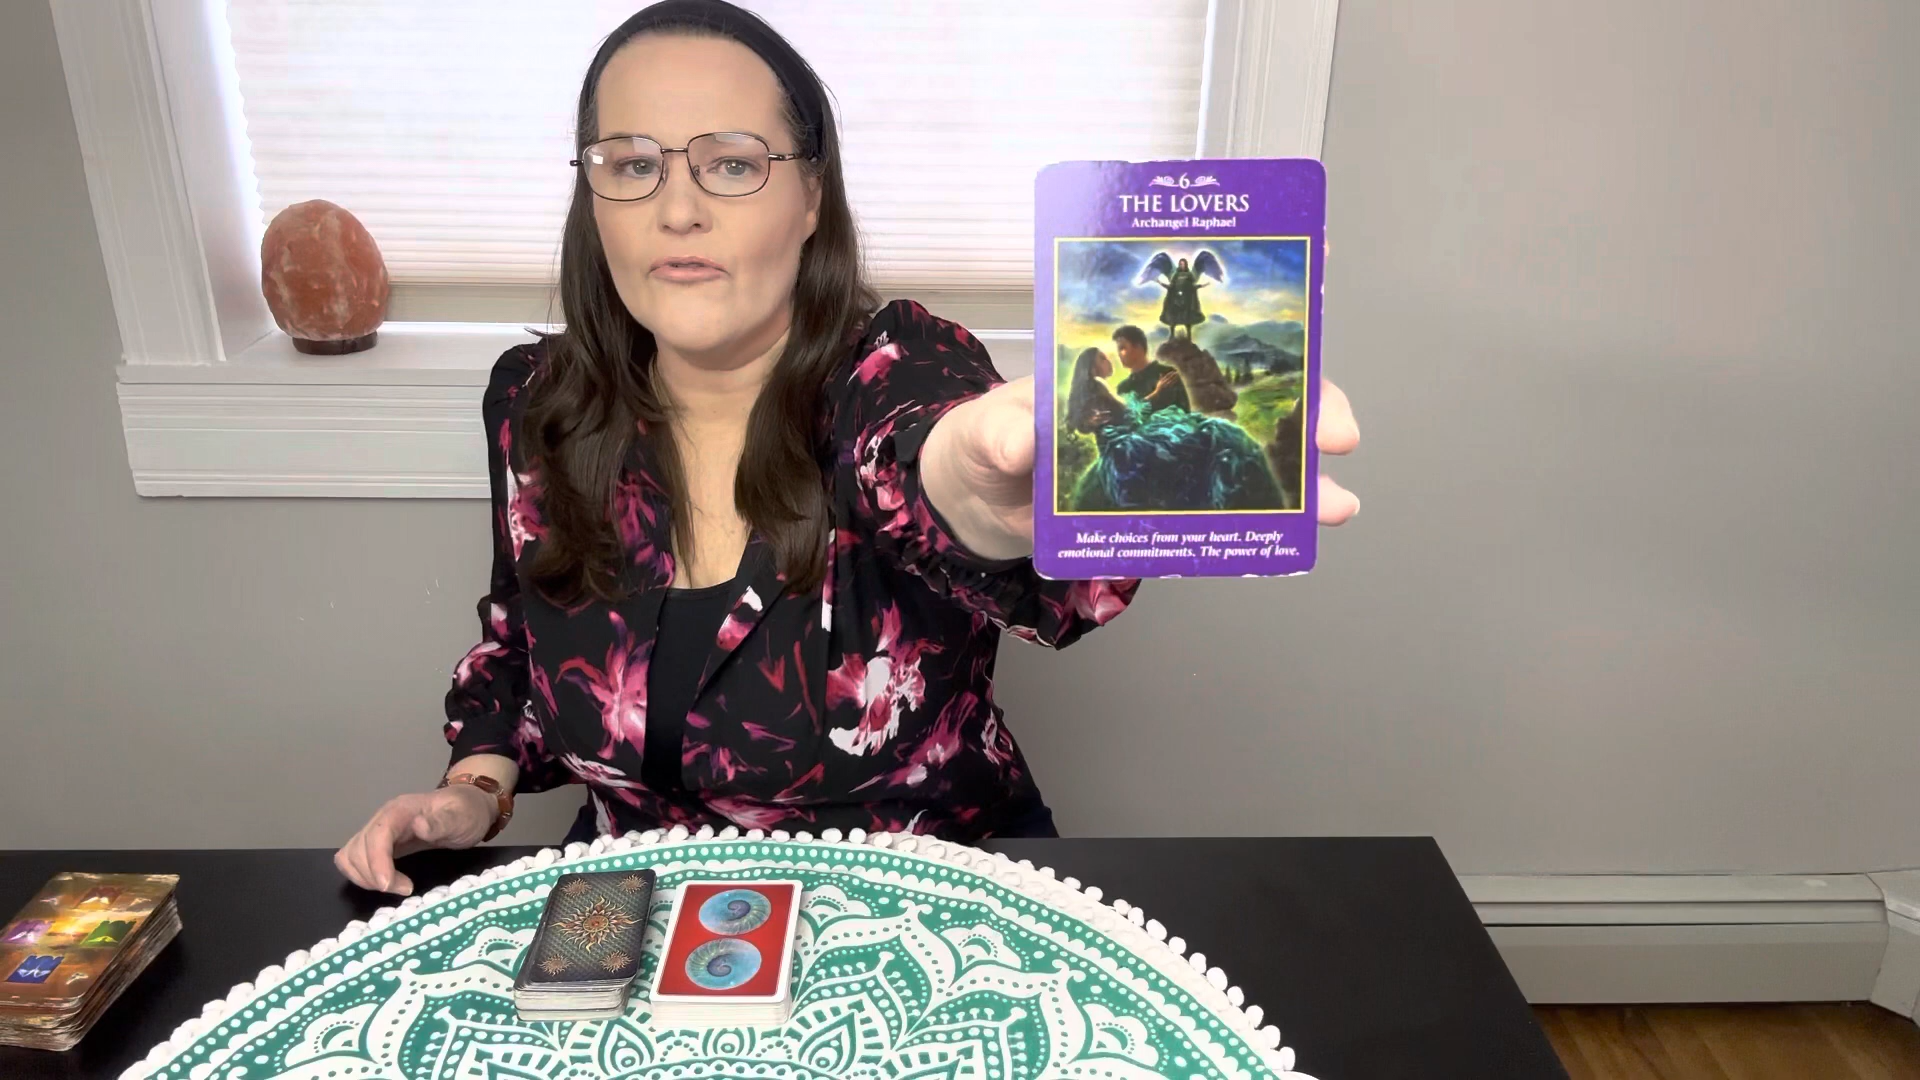 6
THE LOVERS
Archangel Raphael
Make choices from your heart. Deeply
emotional commitments. The power of love.